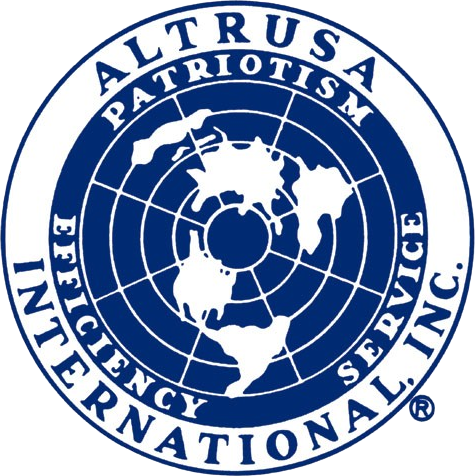 ALTRUSA
INTERNATIONAL, INC.
PATRIOTISM
EFFICIENCY
SERVICE
®